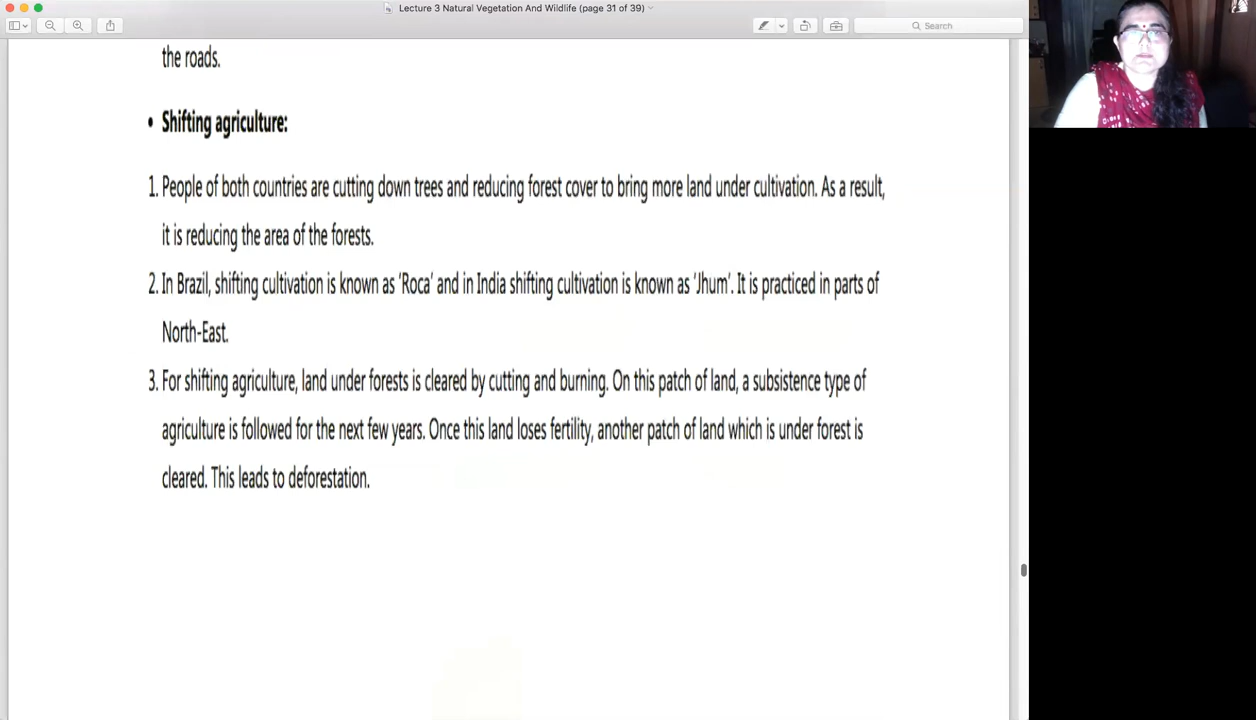 Lecture 3 Natural Vegetation And Wildlife (page 31 of 39)
Search
the roads.
• Shifting agriculture:
1. People of both countries are cutting down trees and reducing forest cover to bring more land under cultivation. As a result,
it is reducing the area of the forests.
2. In Brazil, shifting cultivation is known as ‘Roca’ and in India shifting cultivation is known as ‘Jhum’. It is practiced in parts of
North-East.
3. For shifting agriculture, land under forests is cleared by cutting and burning. On this patch of land, a subsistence type of
agriculture is followed for the next few years. Once this land loses fertility, another patch of land which is under forest is
cleared. This leads to deforestation.